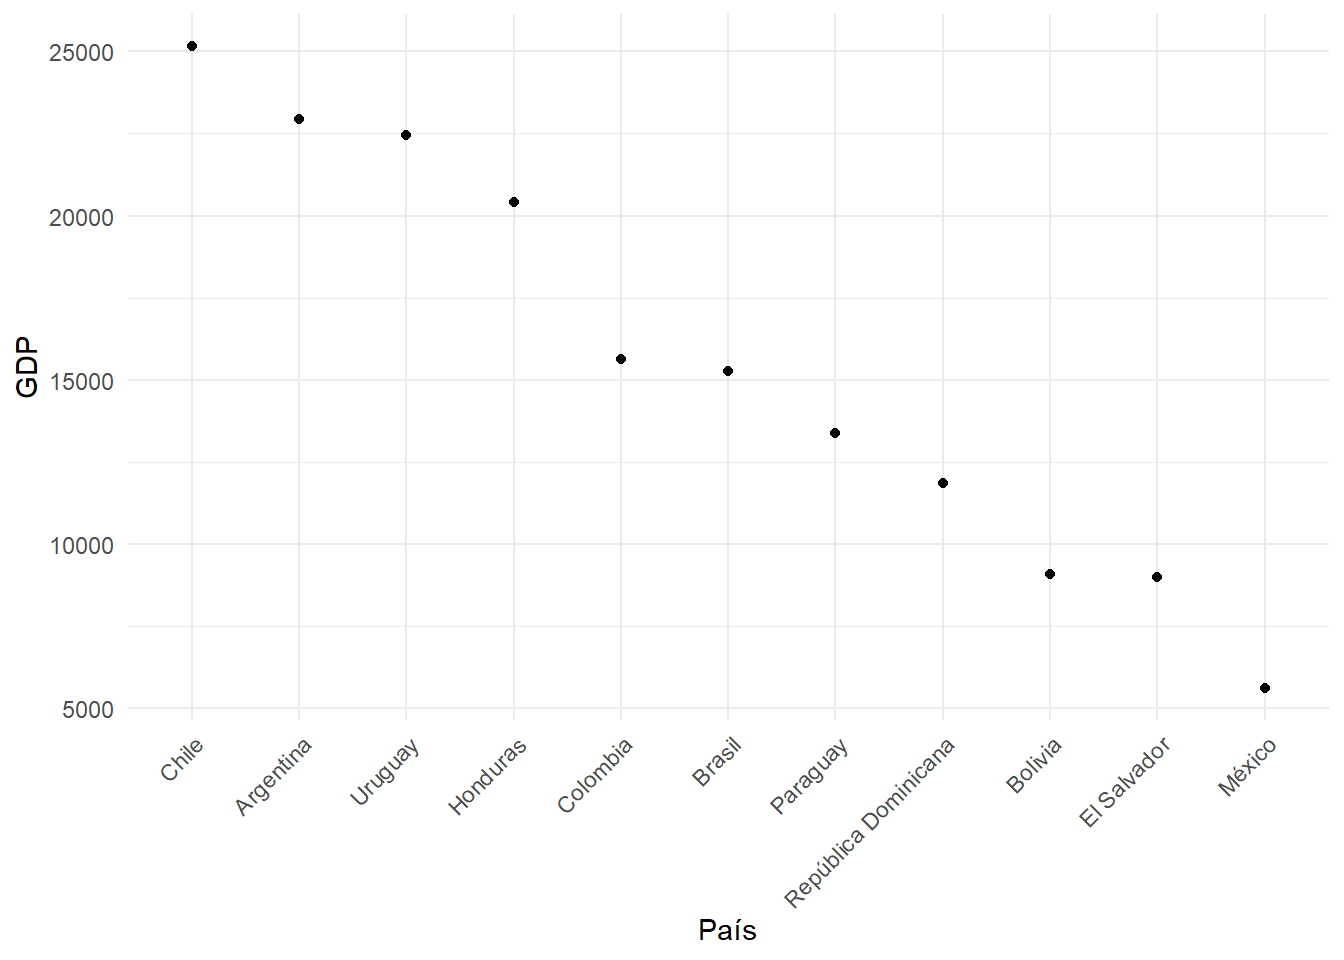 25000
20000
15000
10000
5000
GDP
Chile
Argentina
Uruguay
Honduras
Colombia
Brasil
Paraguay
República Dominicana
Bolivia
El Salvador
México
País